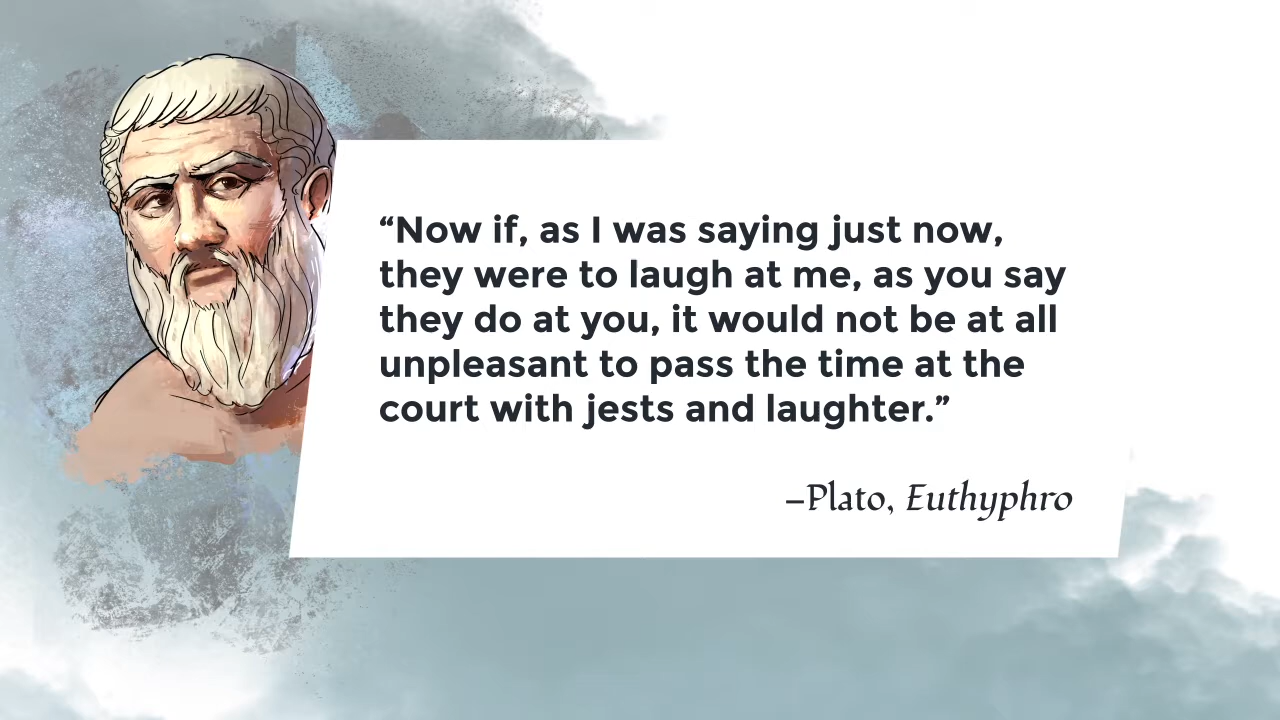 “Now if, as I was saying just now,
they were to laugh at me, as you say
they do at you, it would not be at all
unpleasant to pass the time at the
court with jests and laughter.”
–Plato, Euthyphro